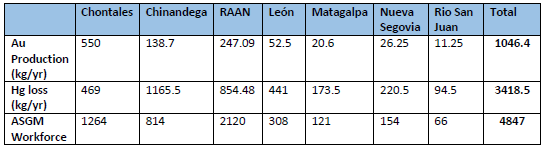 Chontales Chinandega RAAN León Matagalpa Nueva Segovia Rio San Juan Total
Au Production (kg/yr) 550 138.7 247.09 52.5 20.6 26.25 11.25 1046.4
Hg loss (kg/yr) 469 1165.5 854.48 441 173.5 220.5 94.5 3418.5
ASGM Workforce 1264 814 2120 308 121 154 66 4847